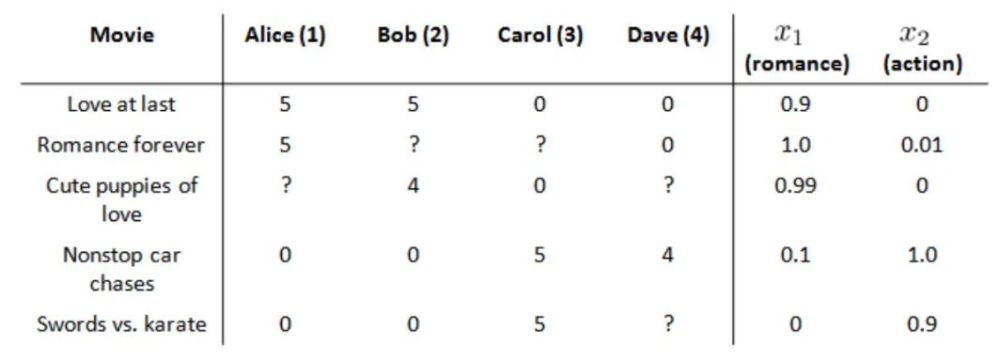 Movie Alice (1) Bob (2) Carol (3) Dave (4) x₁ (romance) x₂ (action)
Love at last 5 5 0 0 0.9 0
Romance forever 5 ? ? 0 1.0 0.01
Cute puppies of love ? 4 0 ? 0.99 0
Nonstop car chases 0 0 5 4 0.1 1.0
Swords vs. karate 0 0 5 ? 0 0.9